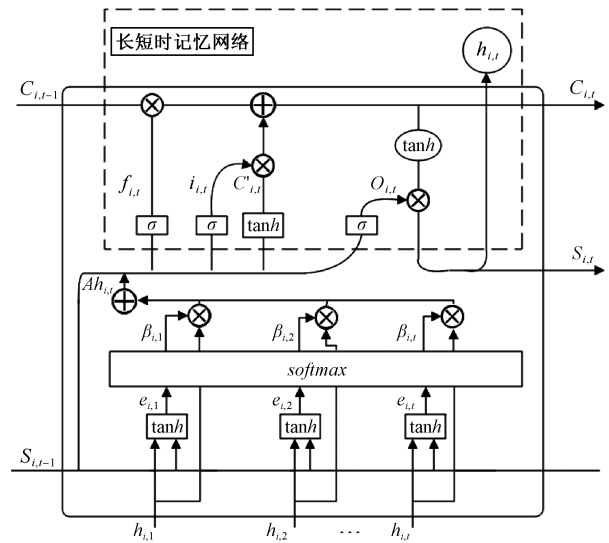 长短时记忆网络
h_{i,t}
C_{i,t-1}
C_{i,t}
tanh
f_{i,t}
i_{i,t}
C'_{i,t}
O_{i,t}
σ
σ
tanh
σ
S_{i,t}
Ah_{i,t}
β_{i,1}
β_{i,2}
β_{i,t}
softmax
e_{i,1}
e_{i,2}
e_{i,t}
tanh
tanh
tanh
S_{i,t-1}
h_{i,1}
h_{i,2}
...
h_{i,t}